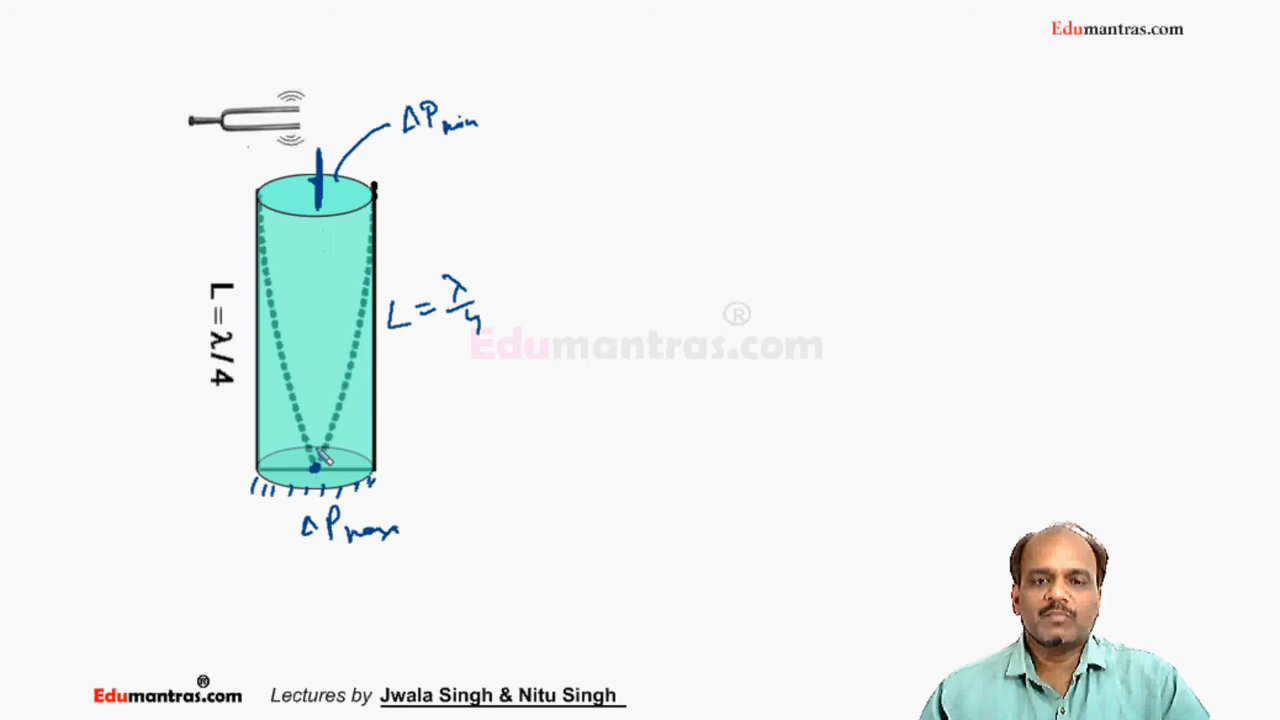 Edumantras.com
ΔPmin
L = λ/4
L = λ/4
Edumantras.com®
ΔPmax
Edumantras.com® Lectures by Jwala Singh & Nitu Singh